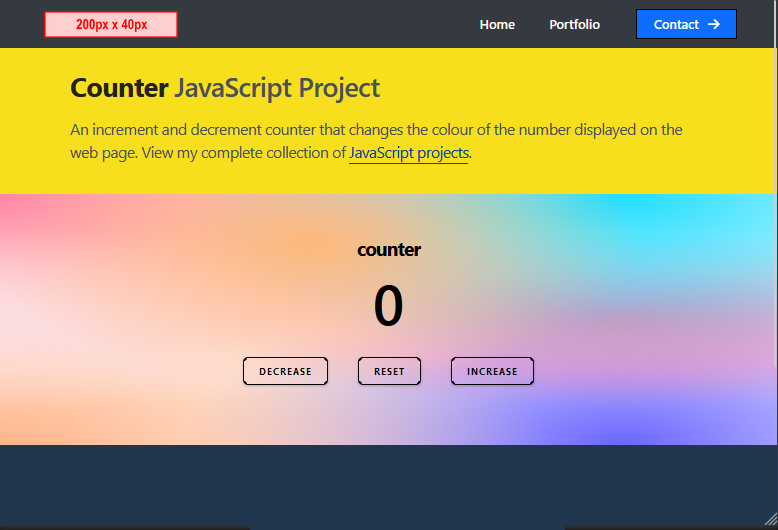 200px x 40px
Home
Portfolio
Contact
Counter JavaScript Project
An increment and decrement counter that changes the colour of the number displayed on the
web page. View my complete collection of JavaScript projects.
counter
0
DECREASE
RESET
INCREASE